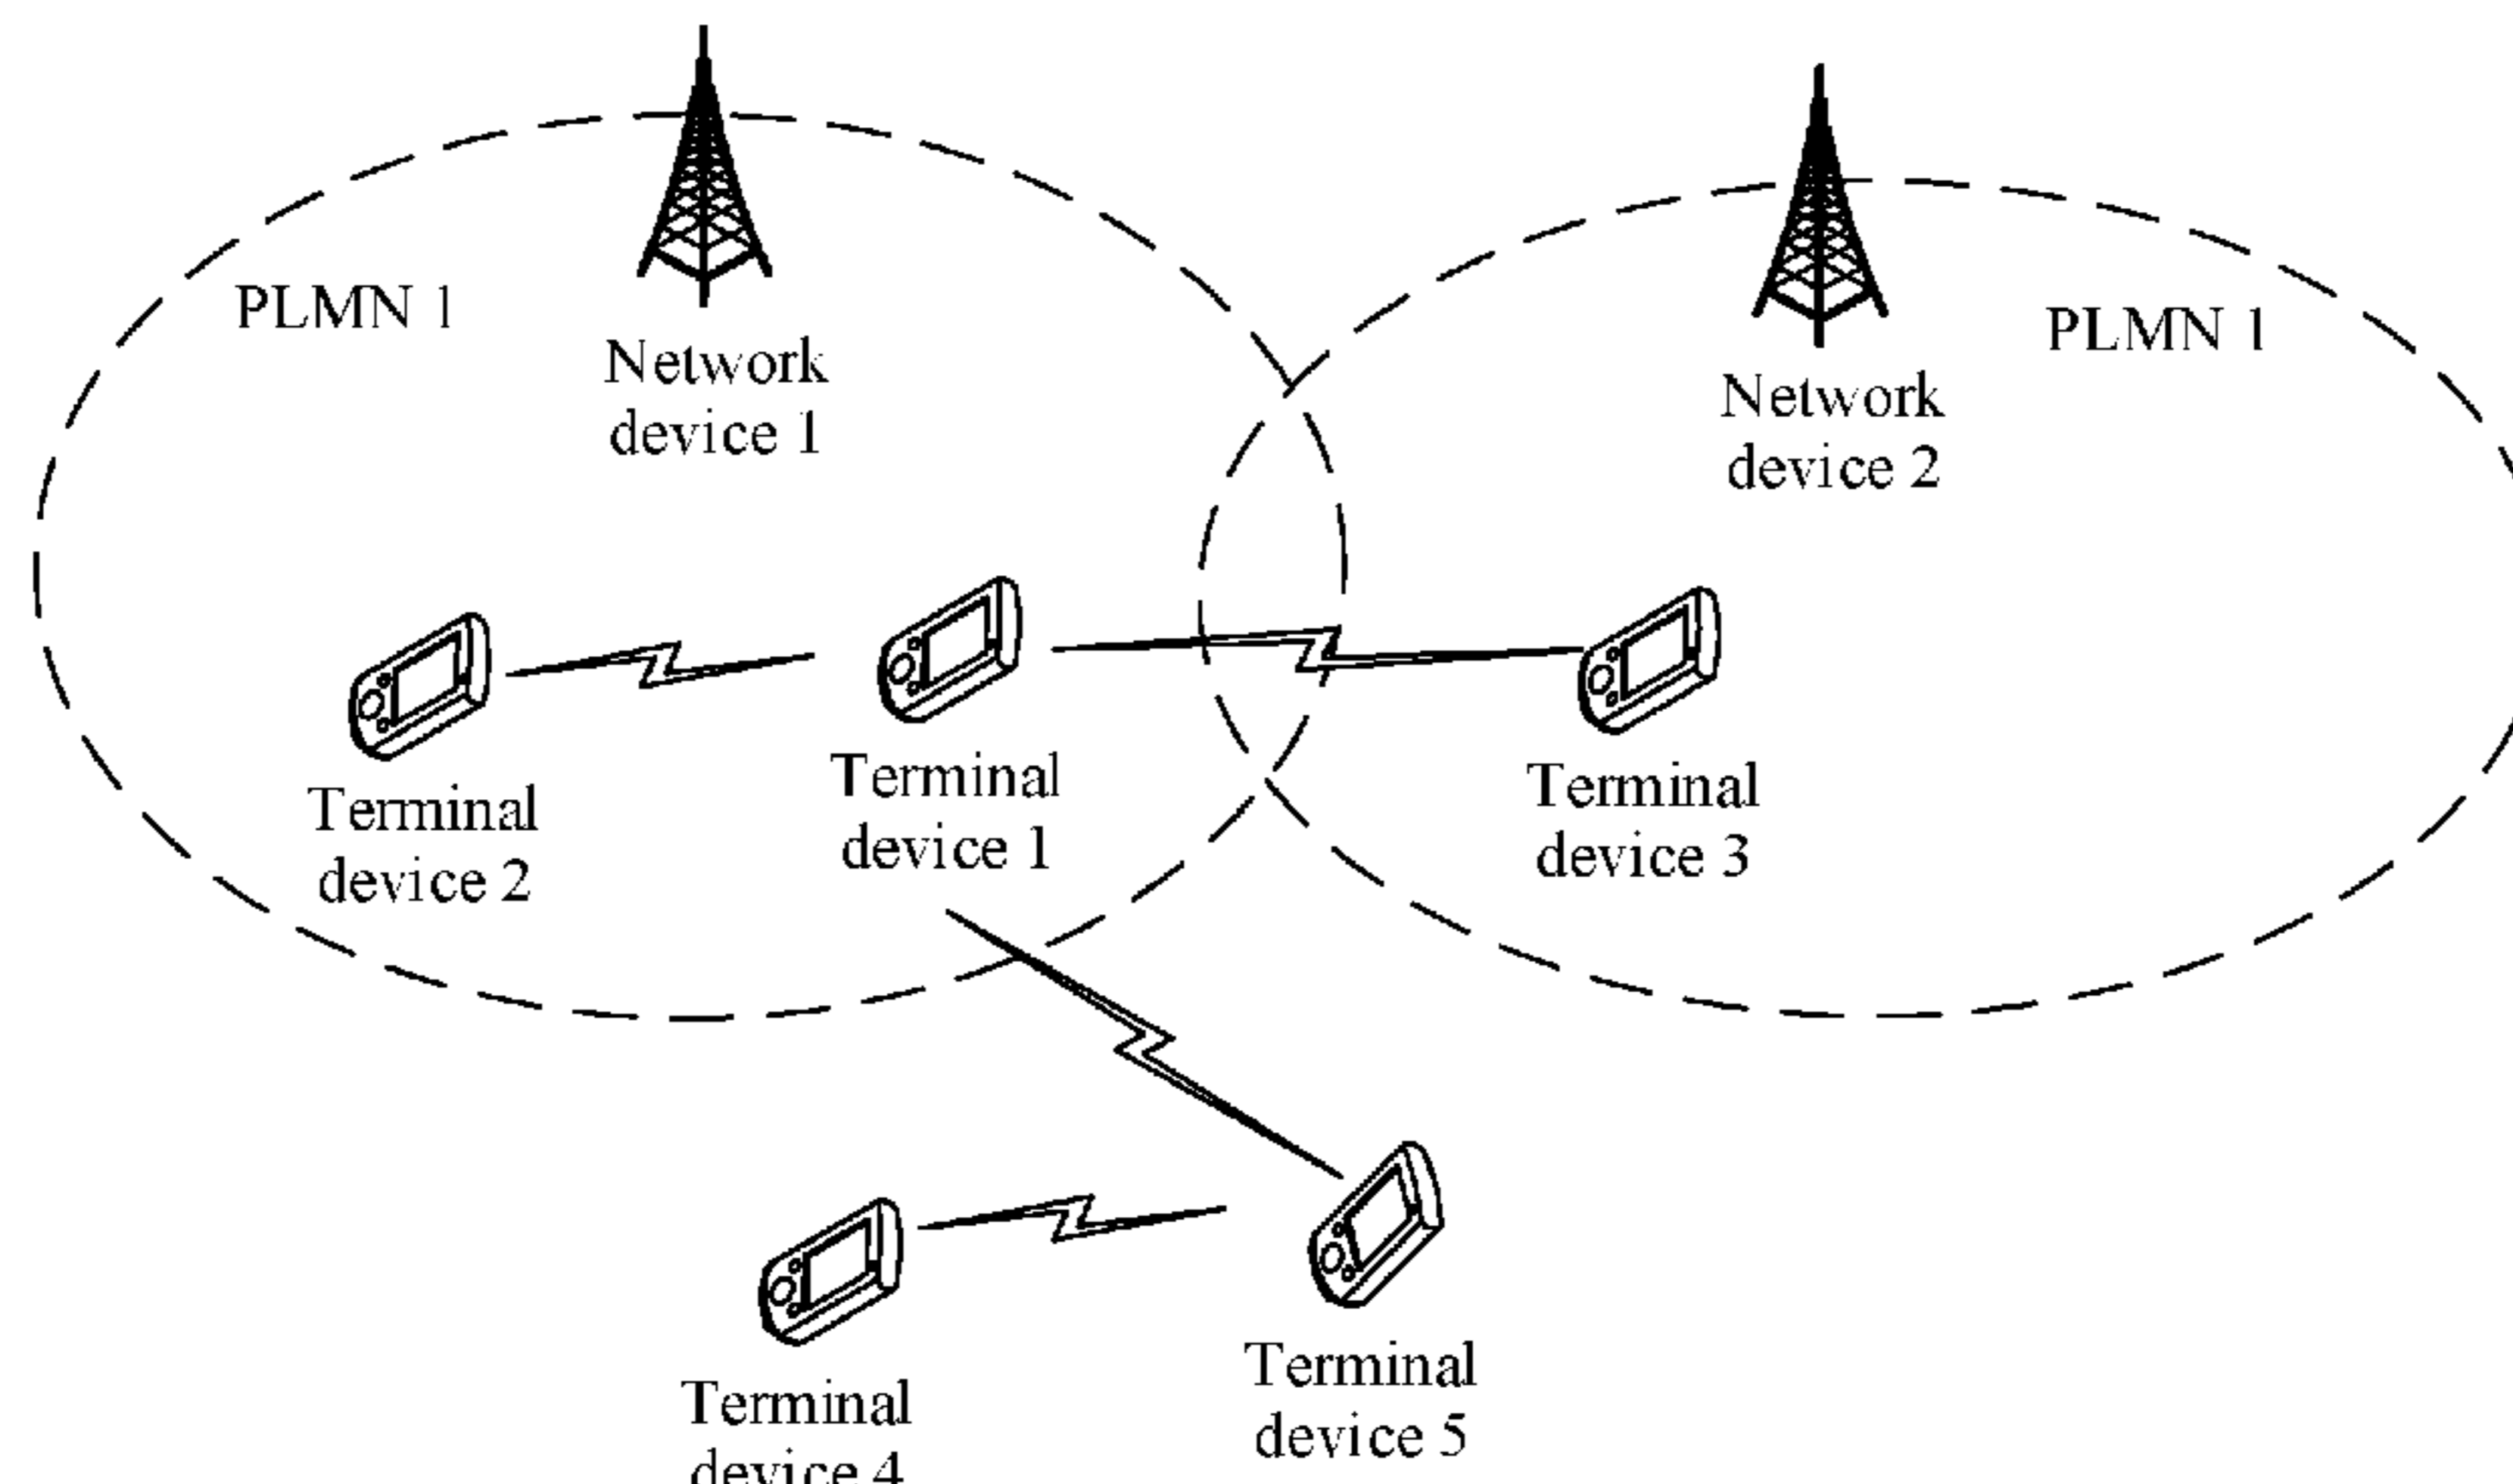 PLMN 1
Network
device 1
PLMN 1
Network
device 2
Terminal
device 2
Terminal
device 1
Terminal
device 3
Terminal
device 4
Terminal
device 5